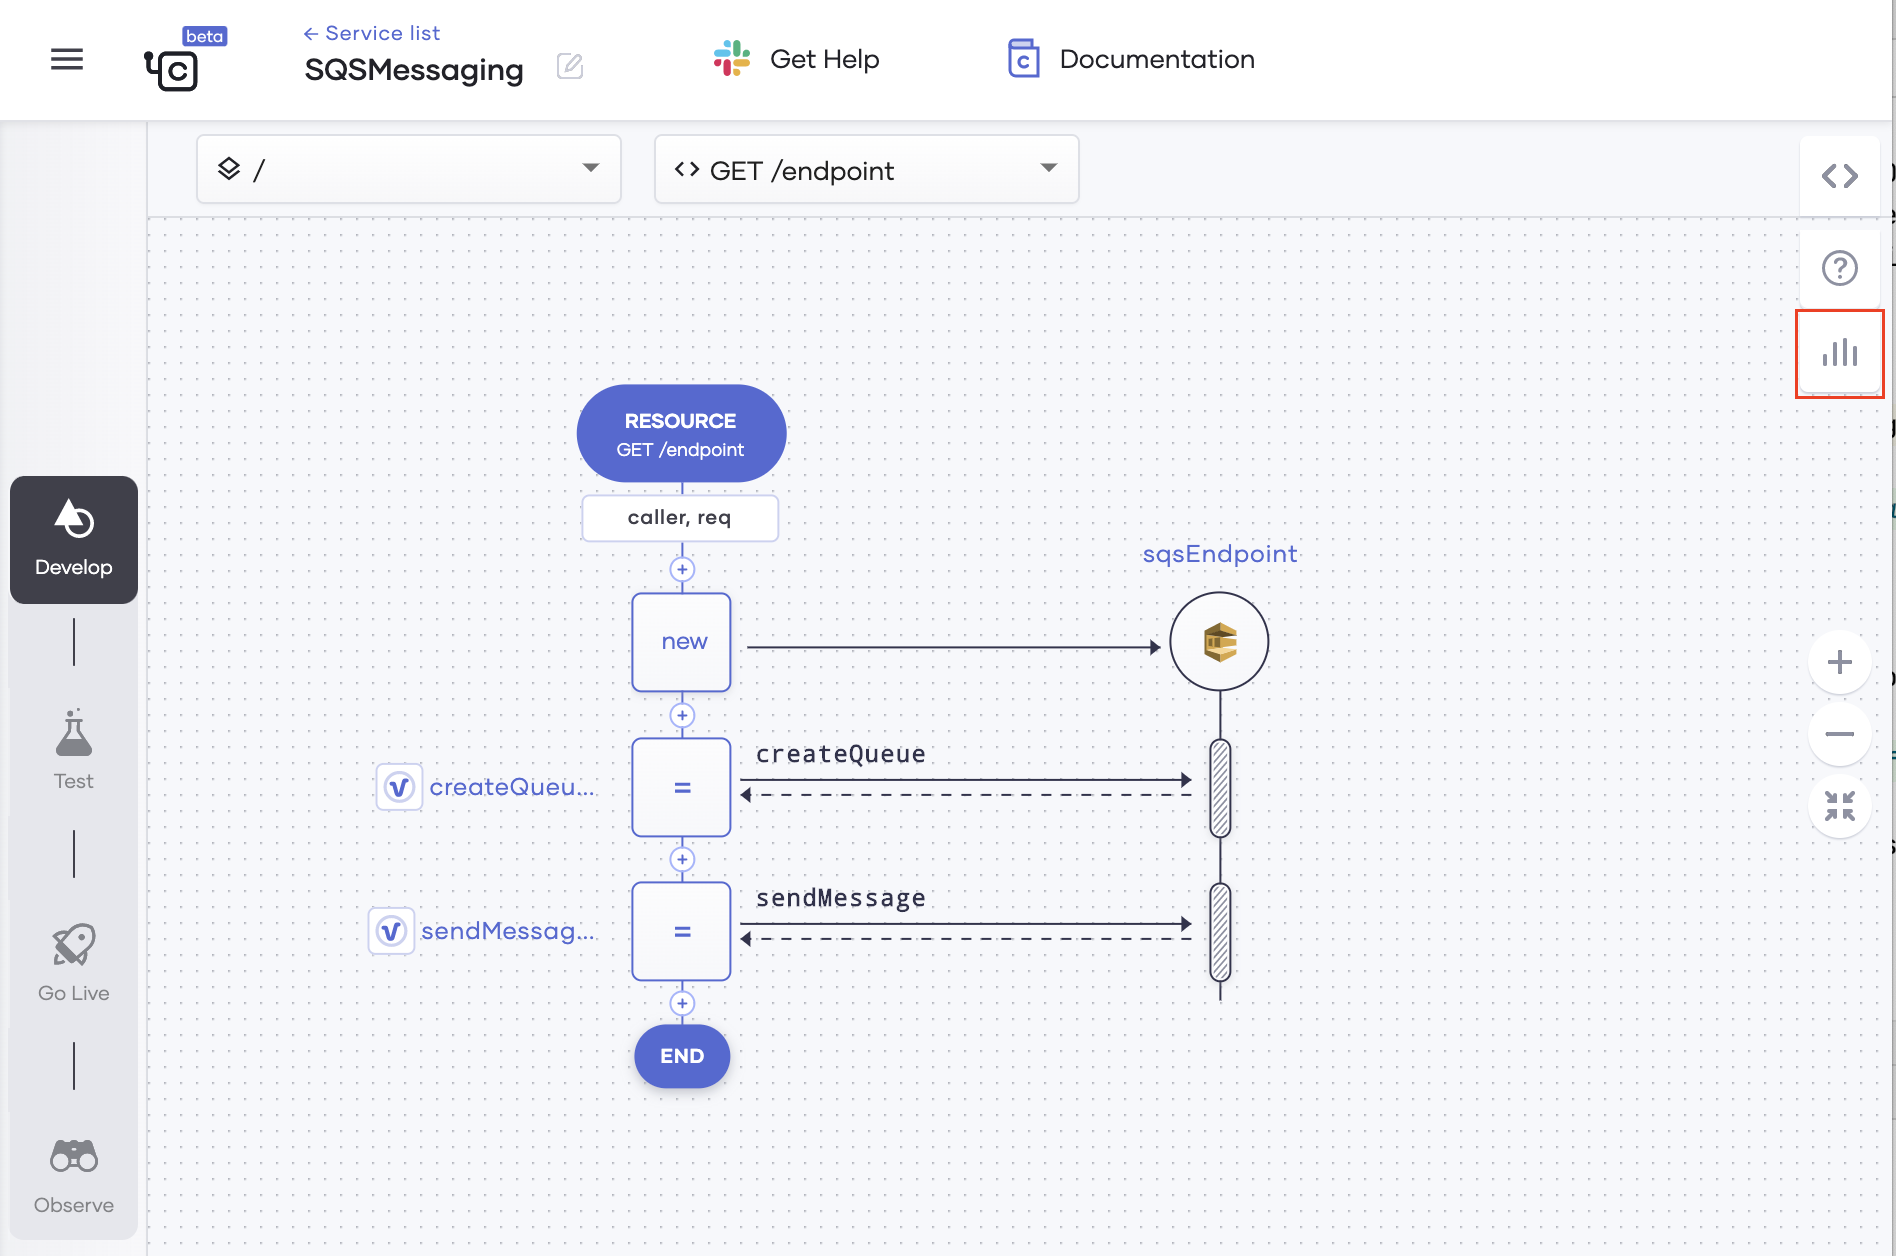 beta
← Service list
SQSMessaging
Get Help
Documentation
/
<> GET /endpoint
RESOURCE
GET /endpoint
caller, req
sqsEndpoint
new
createQueue
createQueu...
=
sendMessage
sendMessag...
=
END
Develop
Test
Go Live
Observe